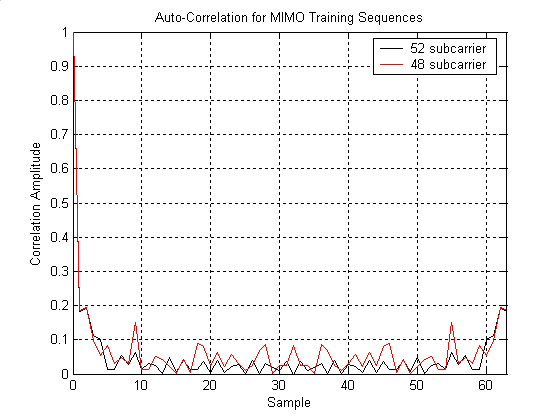 Auto-Correlation for MIMO Training Sequences
52 subcarrier
48 subcarrier
Correlation Amplitude
1
0.9
0.8
0.7
0.6
0.5
0.4
0.3
0.2
0.1
0
0 10 20 30 40 50 60
Sample